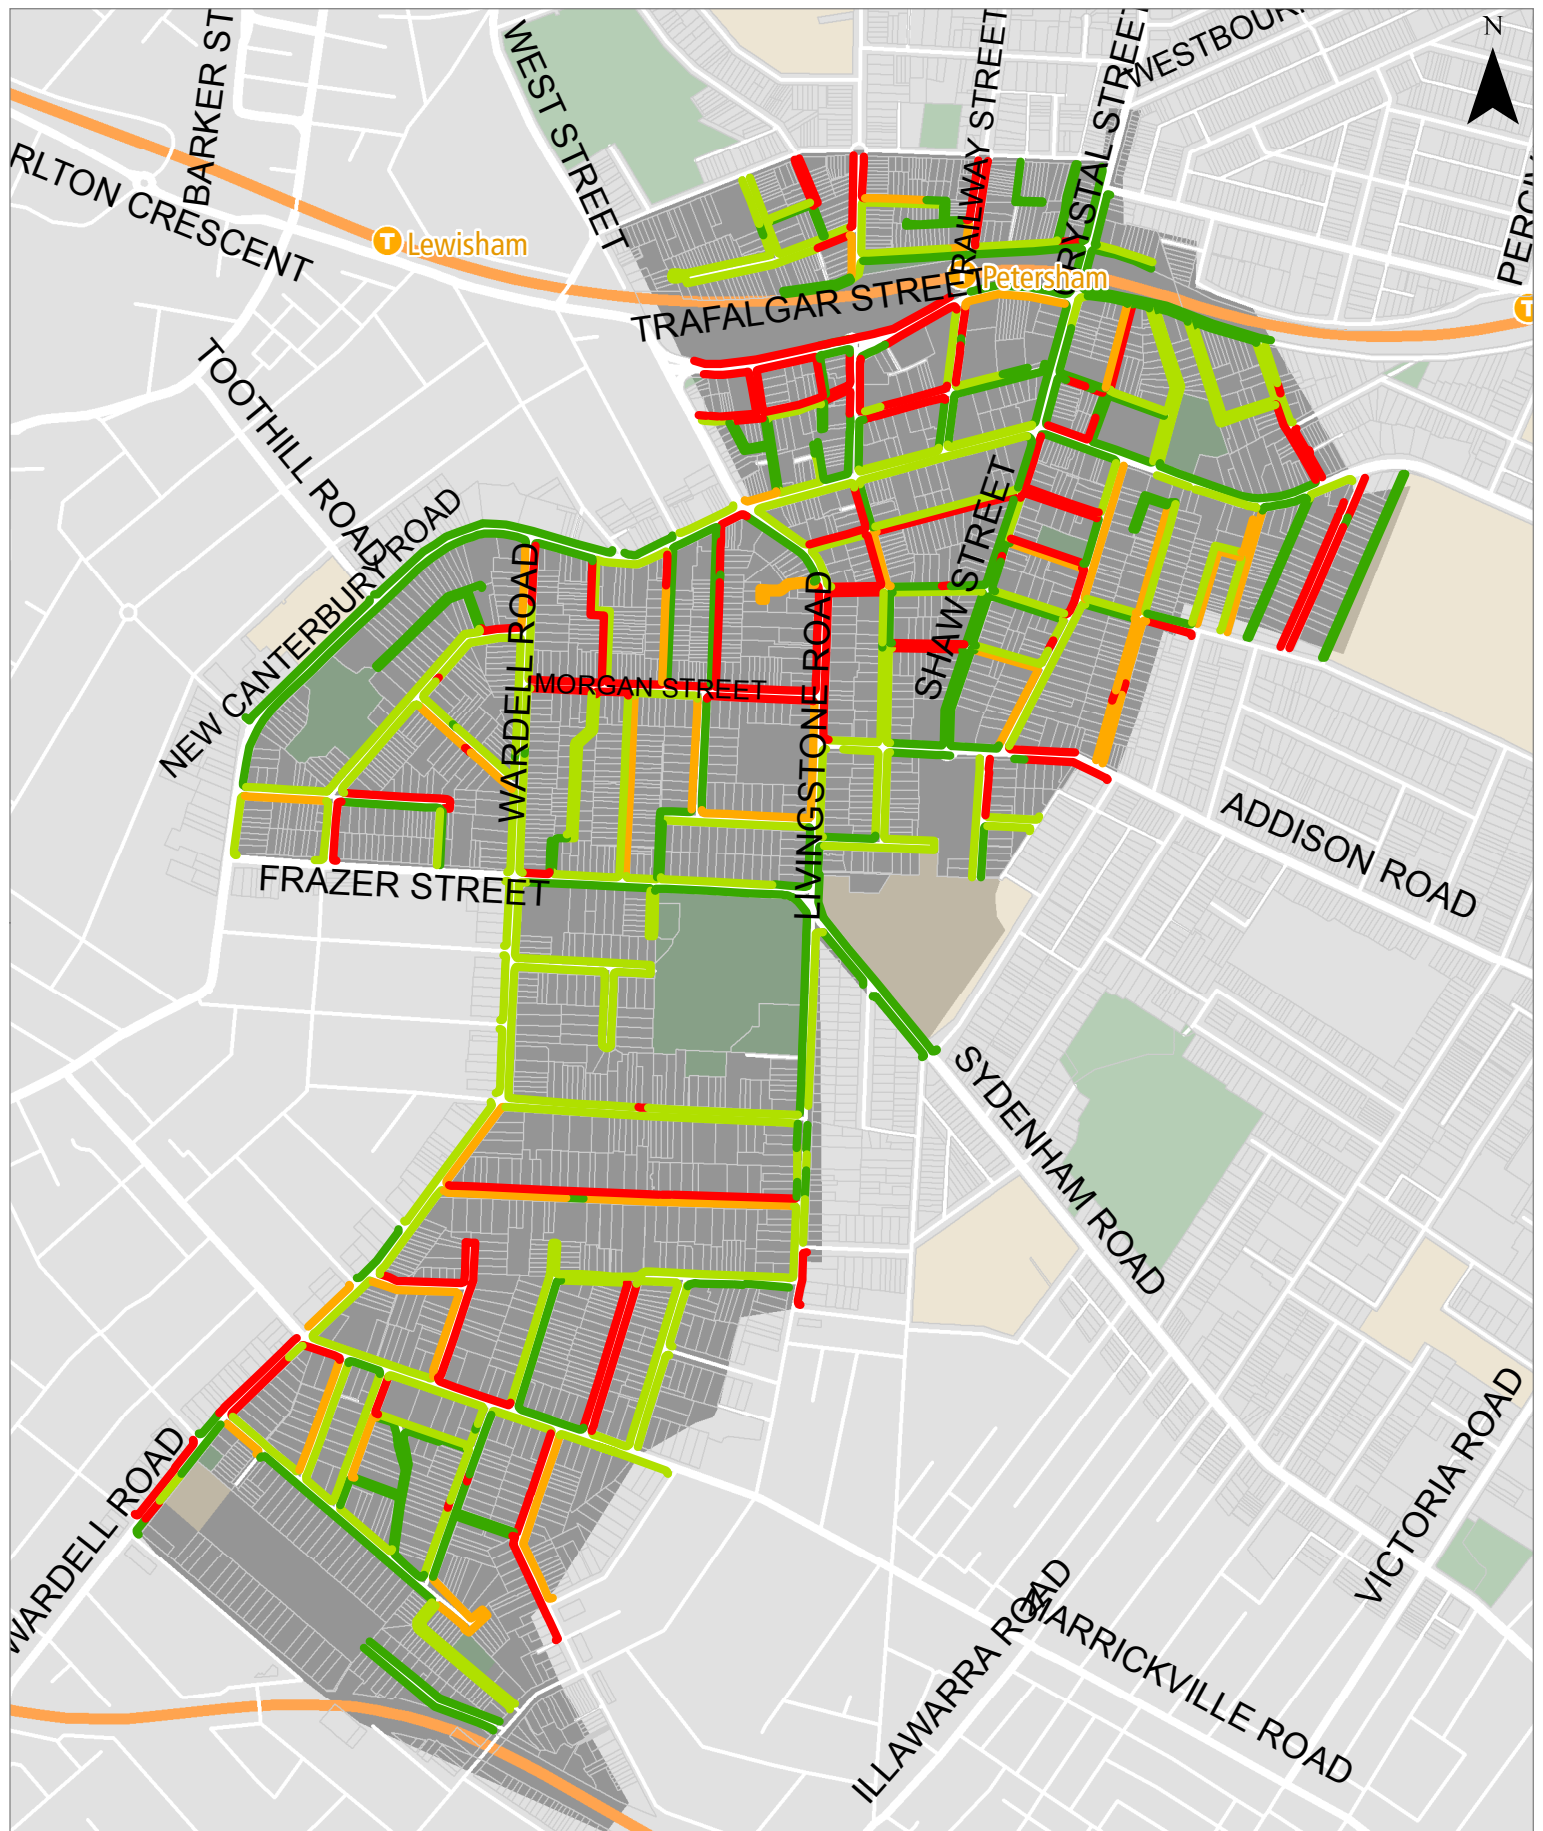 BARKER ST
WEST STREET
RAILWAY STREET
CRYSTAL STREET
N
Lewisham
Petersham
TRAFALGAR STREET
TOOTHILL ROAD
NEW CANTERBURY ROAD
WARDELL ROAD
MORGAN STREET
LIVINGSTONE ROAD
SHAW STREET
ADDISON ROAD
FRAZER STREET
SYDENHAM ROAD
VICTORIA ROAD
WARDELL ROAD
ILLAWARRA ROAD
MARRICKVILLE ROAD
RLTON CRESCENT
WESTBOUR
T
T